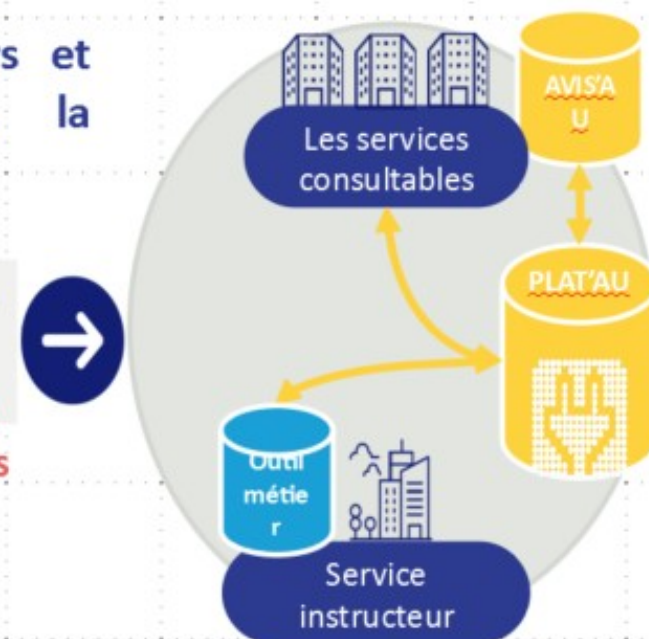 s et
la
Les services
consultables
AVIS'A
U
PLAT'AU
s
Outil
métie
r
Service
instructeur